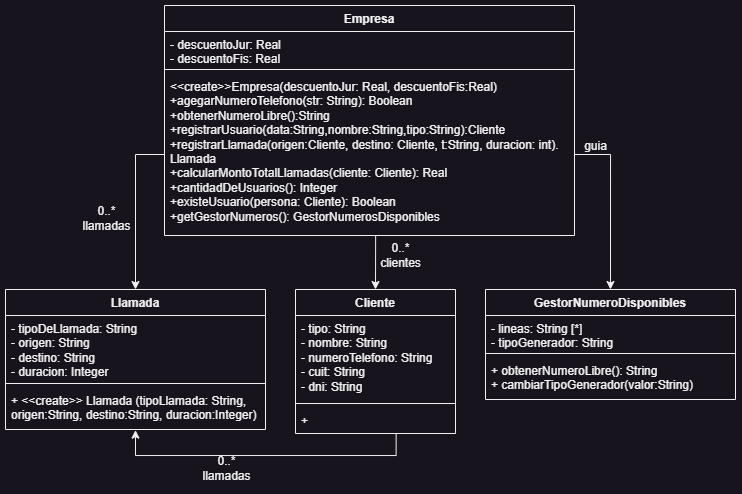 Empresa
- descuentoJur: Real
- descuentoFis: Real
<<create>>Empresa(descuentoJur: Real, descuentoFis:Real)
+agegarNumeroTelefono(str: String): Boolean
+obtenerNumeroLibre():String
+registrarUsuario(data:String,nombre:String,tipo:String):Cliente
+registrarLlamada(origen:Cliente, destino: Cliente, t:String, duracion: int).
Llamada
+calcularMontoTotalLlamadas(cliente: Cliente): Real
+cantidadDeUsuarios(): Integer
+existeUsuario(persona: Cliente): Boolean
+getGestorNumeros(): GestorNumerosDisponibles
guia
0..*
llamadas
0..*
clientes
Llamada
- tipoDeLlamada: String
- origen: String
- destino: String
- duracion: Integer
+ <<create>> Llamada (tipoLlamada: String,
origen:String, destino:String, duracion:Integer)
Cliente
- tipo: String
- nombre: String
- numeroTelefono: String
- cuit: String
- dni: String
+
GestorNumeroDisponibles
- lineas: String [*]
- tipoGenerador: String
+ obtenerNumeroLibre(): String
+ cambiarTipoGenerador(valor:String)
0..*
llamadas